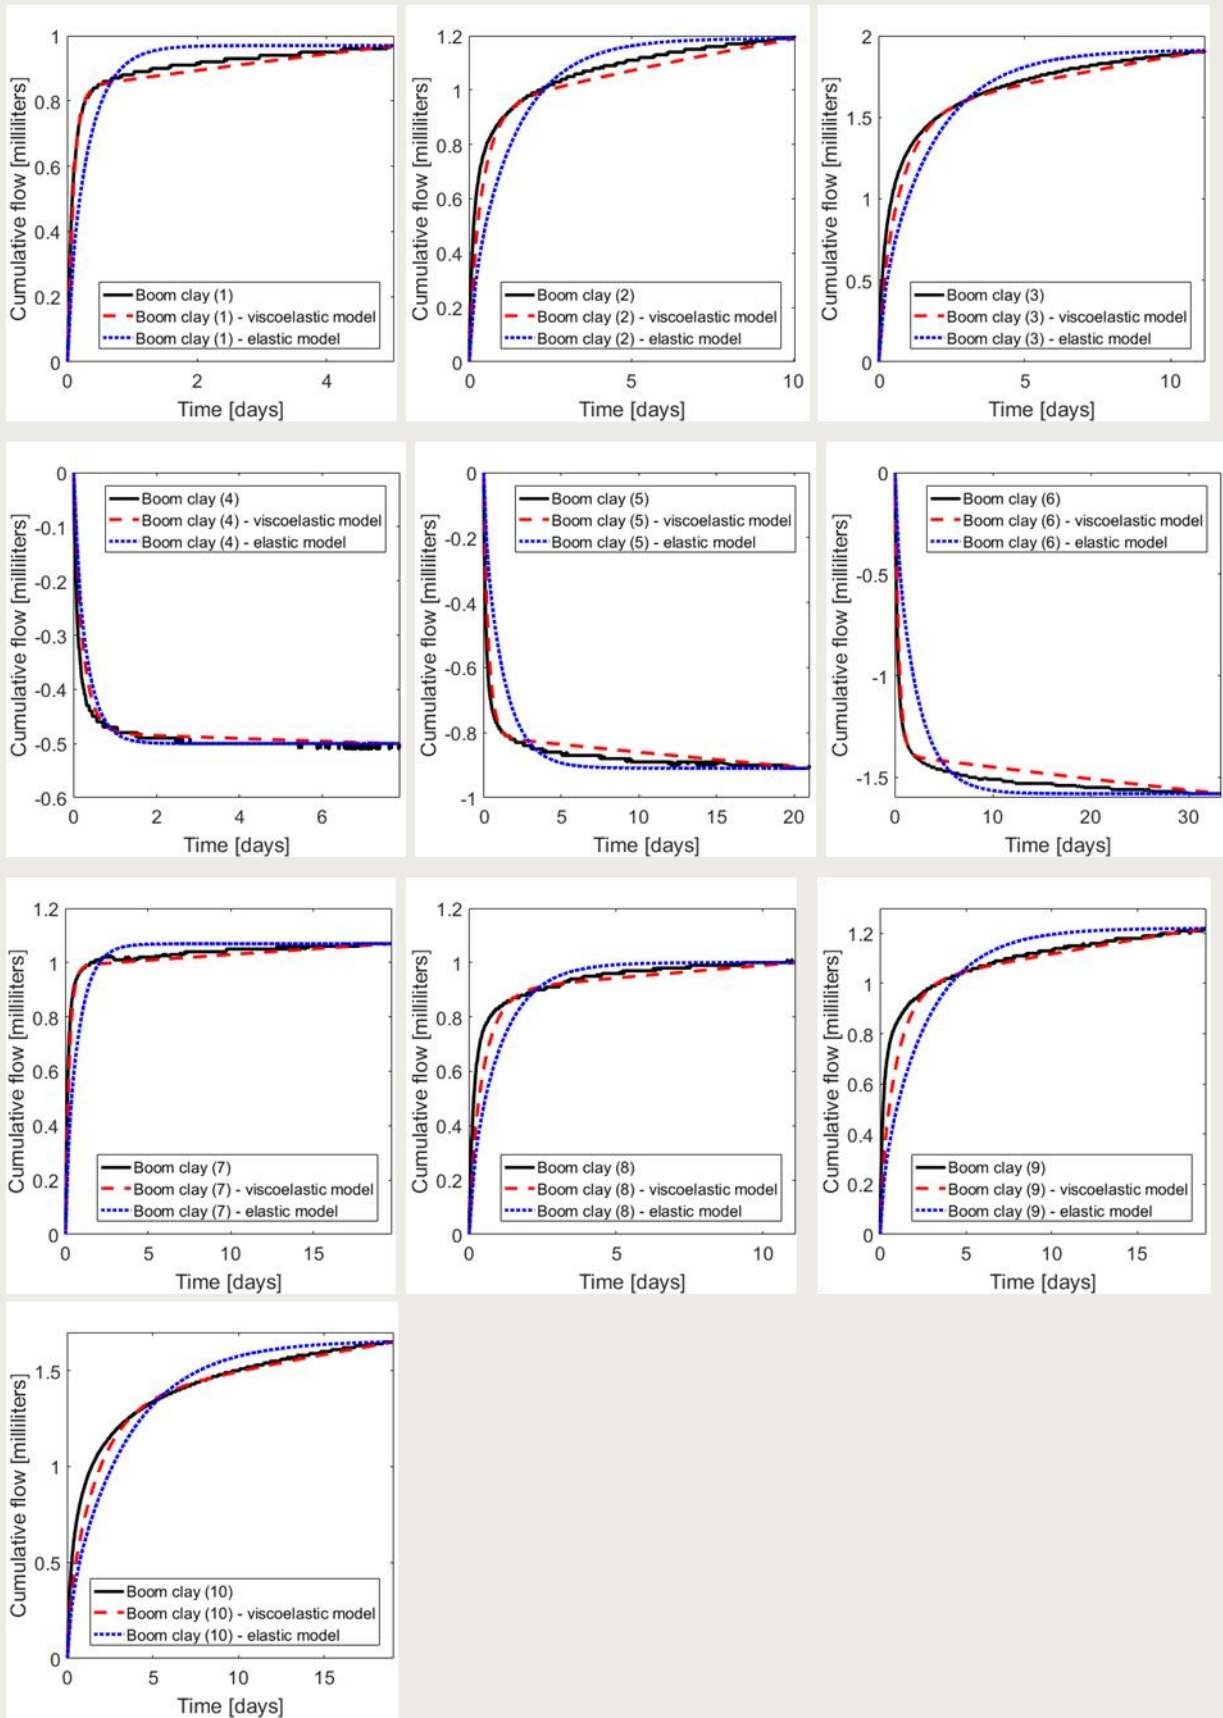 Cumulative flow [milliliters]
1
0.8
0.6
0.4
0.2
0
Boom clay (1)
Boom clay (1) - viscoelastic model
Boom clay (1) - elastic model
0 2 4
Time [days]
Cumulative flow [milliliters]
1.2
1
0.8
0.6
0.4
0.2
0
Boom clay (2)
Boom clay (2) - viscoelastic model
Boom clay (2) - elastic model
0 5 10
Time [days]
Cumulative flow [milliliters]
2
1.5
1
0.5
0
Boom clay (3)
Boom clay (3) - viscoelastic model
Boom clay (3) - elastic model
0 5 10
Time [days]
Cumulative flow [milliliters]
0
-0.1
-0.2
-0.3
-0.4
-0.5
-0.6
Boom clay (4)
Boom clay (4) - viscoelastic model
Boom clay (4) - elastic model
0 2 4 6
Time [days]
Cumulative flow [milliliters]
0
-0.2
-0.4
-0.6
-0.8
-1
Boom clay (5)
Boom clay (5) - viscoelastic model
Boom clay (5) - elastic model
0 5 10 15 20
Time [days]
Cumulative flow [milliliters]
0
-0.5
-1
-1.5
Boom clay (6)
Boom clay (6) - viscoelastic model
Boom clay (6) - elastic model
0 10 20 30
Time [days]
Cumulative flow [milliliters]
1.2
1
0.8
0.6
0.4
0.2
0
Boom clay (7)
Boom clay (7) - viscoelastic model
Boom clay (7) - elastic model
0 5 10 15
Time [days]
Cumulative flow [milliliters]
1.2
1
0.8
0.6
0.4
0.2
0
Boom clay (8)
Boom clay (8) - viscoelastic model
Boom clay (8) - elastic model
0 5 10
Time [days]
Cumulative flow [milliliters]
1.2
1
0.8
0.6
0.4
0.2
0
Boom clay (9)
Boom clay (9) - viscoelastic model
Boom clay (9) - elastic model
0 5 10 15
Time [days]
Cumulative flow [milliliters]
1.5
1
0.5
0
Boom clay (10)
Boom clay (10) - viscoelastic model
Boom clay (10) - elastic model
0 5 10 15
Time [days]